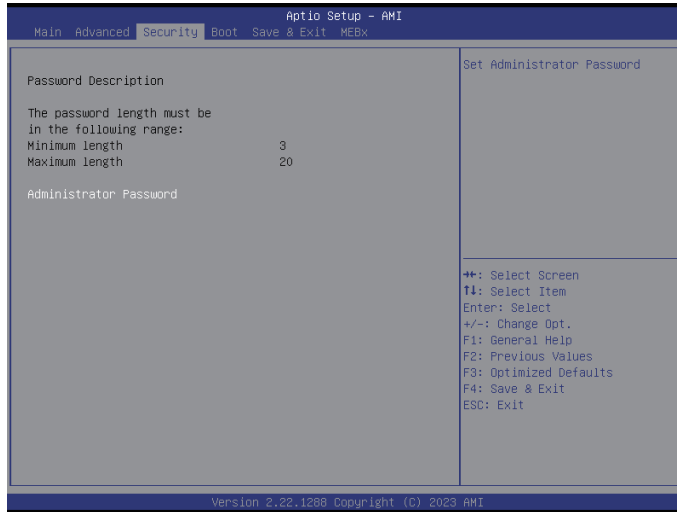 Aptio Setup – AMI
Main Advanced Security Boot Save & Exit MEBx
Password Description
The password length must be
in the following range:
Minimum length 3
Maximum length 20
Administrator Password
Set Administrator Password
→←: Select Screen
↑↓: Select Item
Enter: Select
+/-: Change Opt.
F1: General Help
F2: Previous Values
F3: Optimized Defaults
F4: Save & Exit
ESC: Exit
Version 2.22.1288 Copyright (C) 2023 AMI